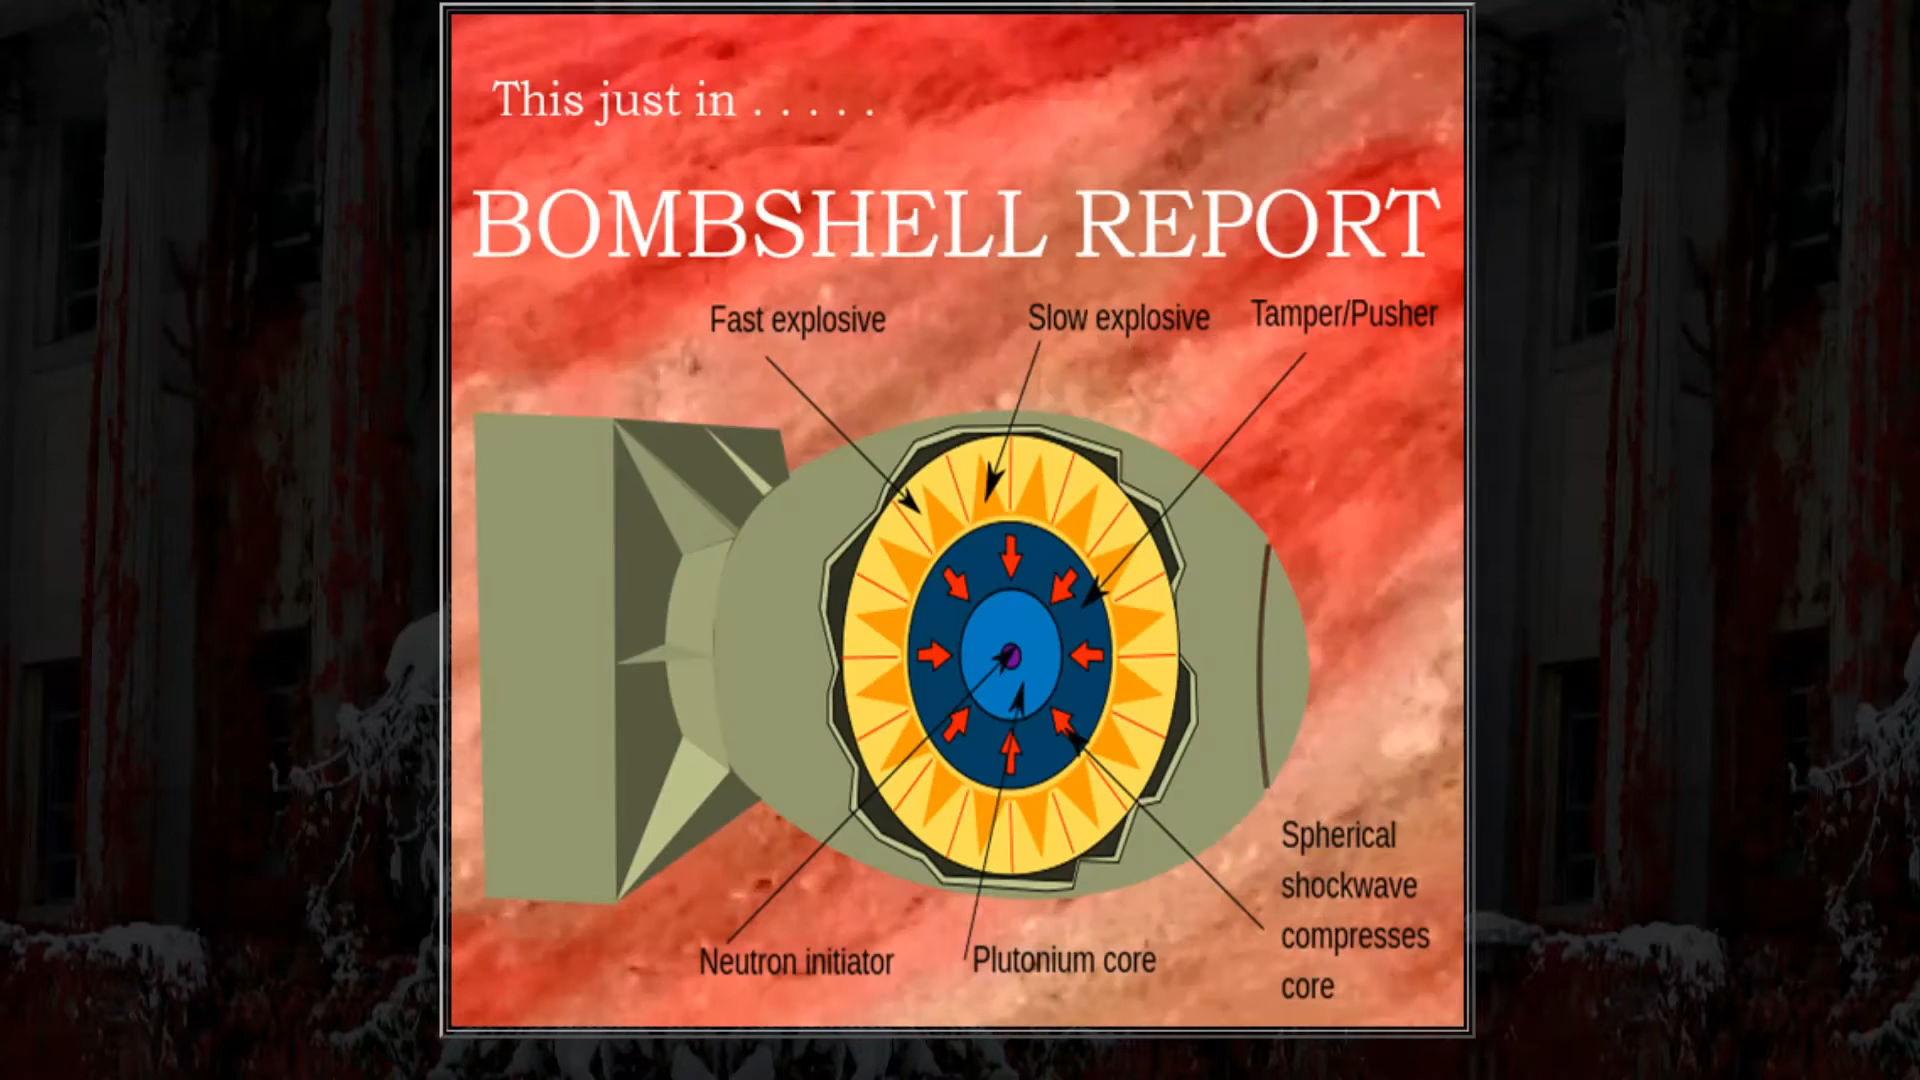 This just in . . . . .
BOMBSHELL REPORT
Fast explosive
Slow explosive
Tamper/Pusher
Neutron initiator
Plutonium core
Spherical
shockwave
compresses
core